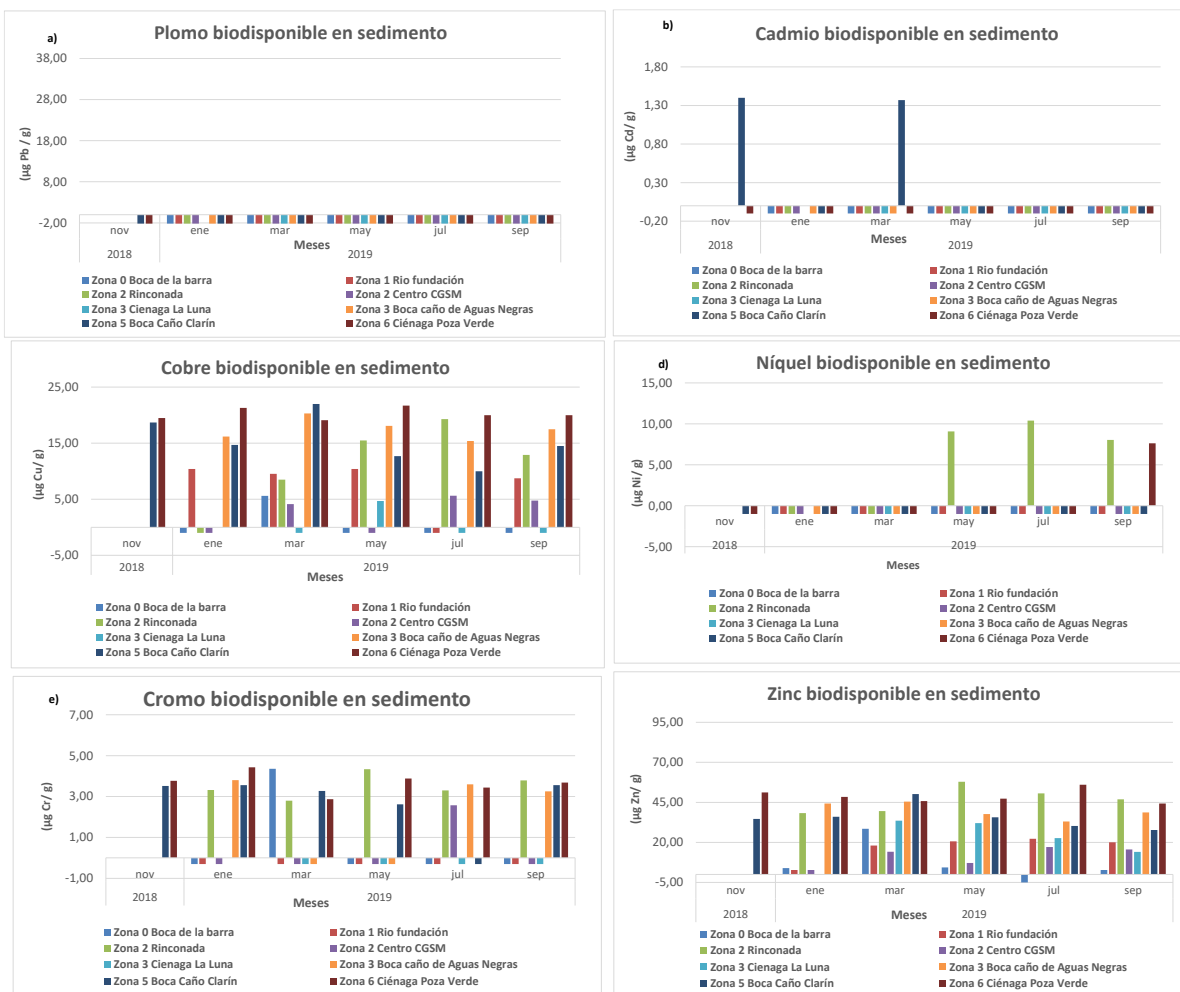 a)
Plomo biodisponible en sedimento
38,00
28,00
18,00
8,00
-2,00
(µg Pb / g)
nov ene mar may jul sep
2018 2019
Meses
Zona 0 Boca de la barra Zona 1 Rio fundación
Zona 2 Rinconada Zona 2 Centro CGSM
Zona 3 Cienaga La Luna Zona 3 Boca caño de Aguas Negras
Zona 5 Boca Caño Clarín Zona 6 Ciénaga Poza Verde
b)
Cadmio biodisponible en sedimento
1,80
1,30
0,80
0,30
-0,20
(µg Cd/ g)
nov ene mar may jul sep
2018 2019
Meses
Zona 0 Boca de la barra Zona 1 Rio fundación
Zona 2 Rinconada Zona 2 Centro CGSM
Zona 3 Cienaga La Luna Zona 3 Boca caño de Aguas Negras
Zona 5 Boca Caño Clarín Zona 6 Ciénaga Poza Verde
Cobre biodisponible en sedimento
25,00
15,00
5,00
-5,00
(µg Cu/ g)
nov ene mar may jul sep
2018 2019
Meses
Zona 0 Boca de la barra Zona 1 Rio fundación
Zona 2 Rinconada Zona 2 Centro CGSM
Zona 3 Cienaga La Luna Zona 3 Boca caño de Aguas Negras
Zona 5 Boca Caño Clarín Zona 6 Ciénaga Poza Verde
d)
Níquel biodisponible en sedimento
15,00
10,00
5,00
0,00
-5,00
(µg Ni/ g)
nov ene mar may jul sep
2018 2019
Meses
Zona 0 Boca de la barra Zona 1 Rio fundación
Zona 2 Rinconada Zona 2 Centro CGSM
Zona 3 Cienaga La Luna Zona 3 Boca caño de Aguas Negras
Zona 5 Boca Caño Clarín Zona 6 Ciénaga Poza Verde
e)
Cromo biodisponible en sedimento
7,00
5,00
3,00
1,00
-1,00
(µg Cr/ g)
nov ene mar may jul sep
2018 2019
Meses
Zona 0 Boca de la barra Zona 1 Rio fundación
Zona 2 Rinconada Zona 2 Centro CGSM
Zona 3 Cienaga La Luna Zona 3 Boca caño de Aguas Negras
Zona 5 Boca Caño Clarín Zona 6 Ciénaga Poza Verde
Zinc biodisponible en sedimento
95,00
70,00
45,00
20,00
-5,00
(µg Zn/ g)
nov ene mar may jul sep
2018 2019
Meses
Zona 0 Boca de la barra Zona 1 Rio fundación
Zona 2 Rinconada Zona 2 Centro CGSM
Zona 3 Cienaga La Luna Zona 3 Boca caño de Aguas Negras
Zona 5 Boca Caño Clarín Zona 6 Ciénaga Poza Verde